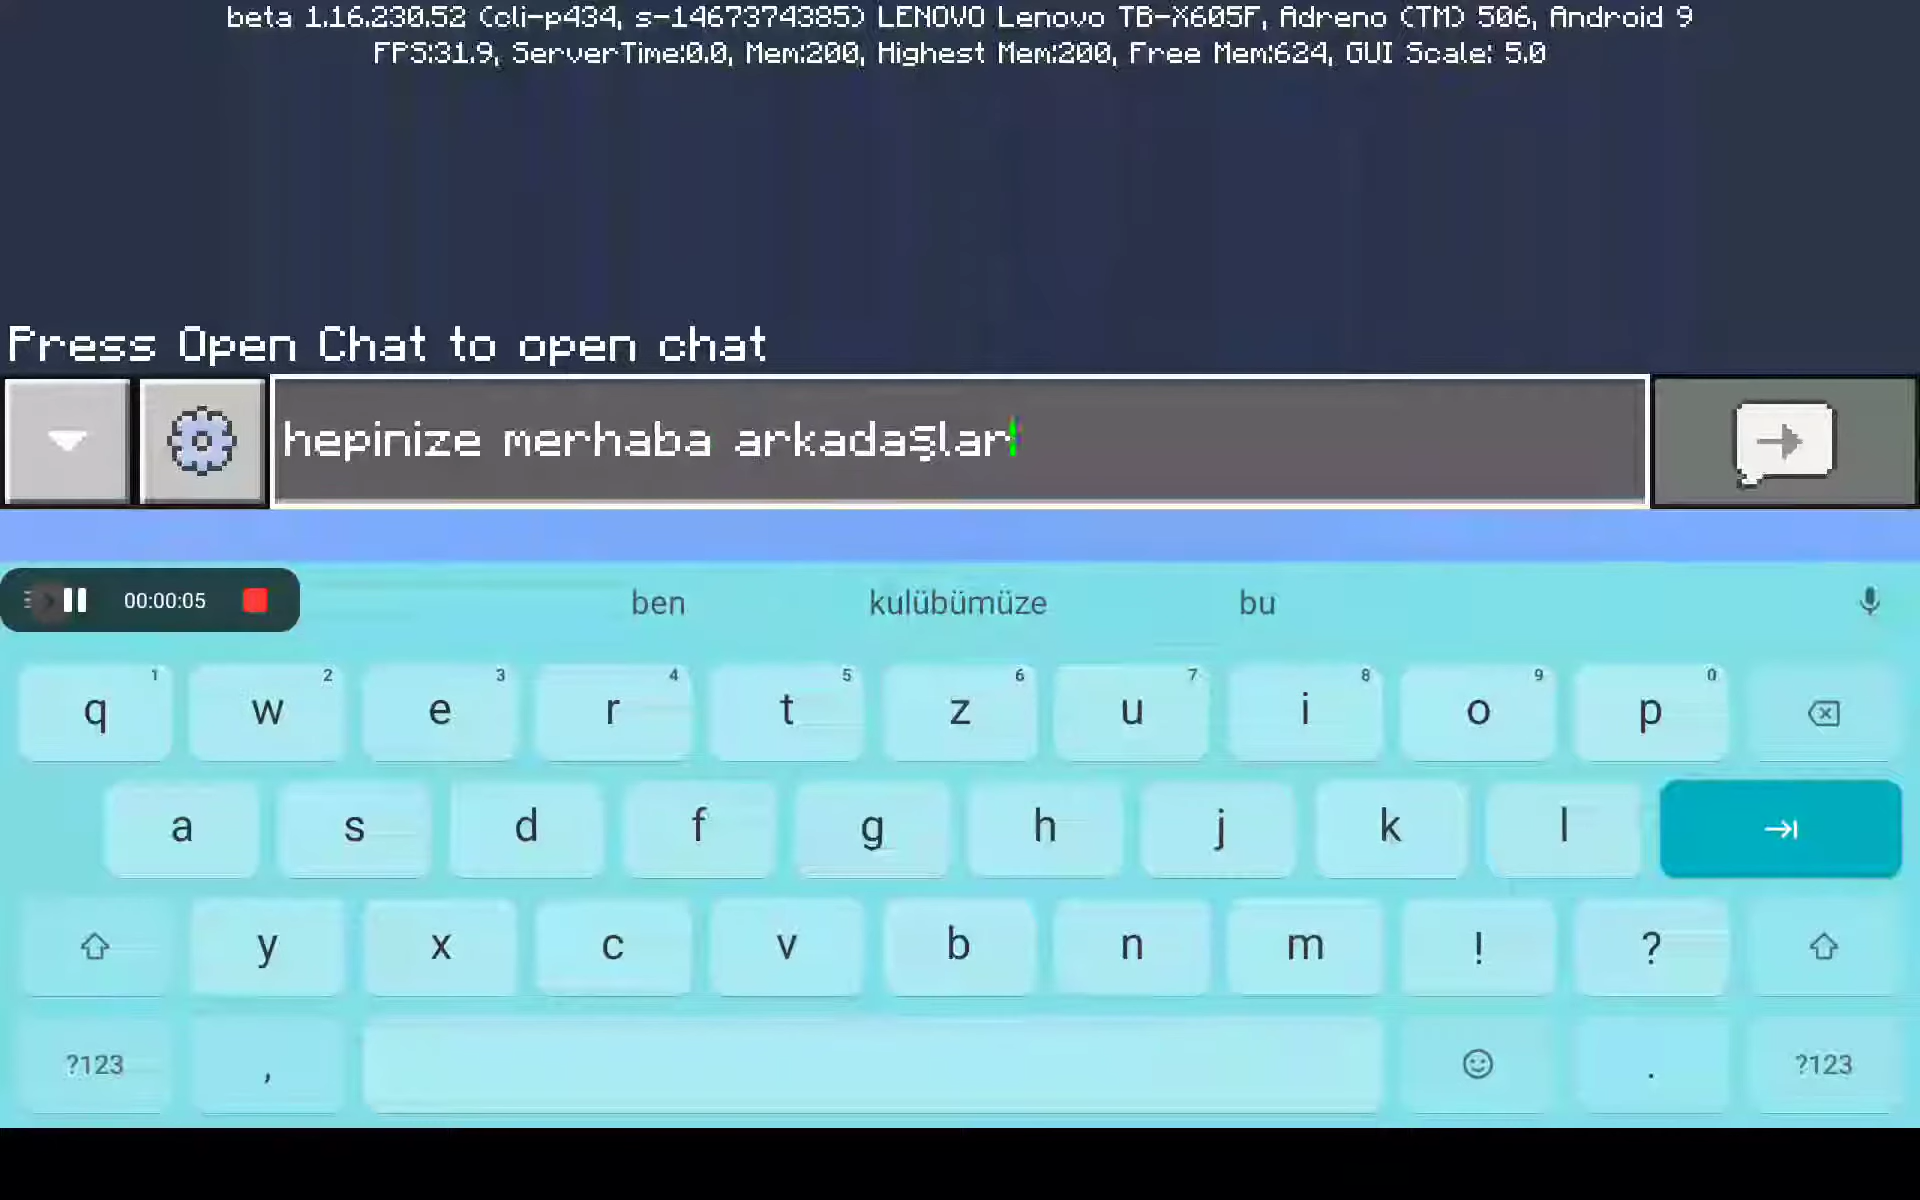 beta 1.16.230.52 (cli-p434, s-1467374385) LENOVO Lenovo TB-X605F, Adreno (TM) 506, Android 9
FPS:31.9, ServerTime:0.0, Mem:200, Highest Mem:200, Free Mem:624, GUI Scale: 5.0
Press Open Chat to open chat
hepinize merhaba arkadaşlar
00:00:05
ben kulübümüze bu
1 2 3 4 5 6 7 8 9 0
q w e r t z u i o p
a s d f g h j k l
y x c v b n m ! ?
?123 , . ?123